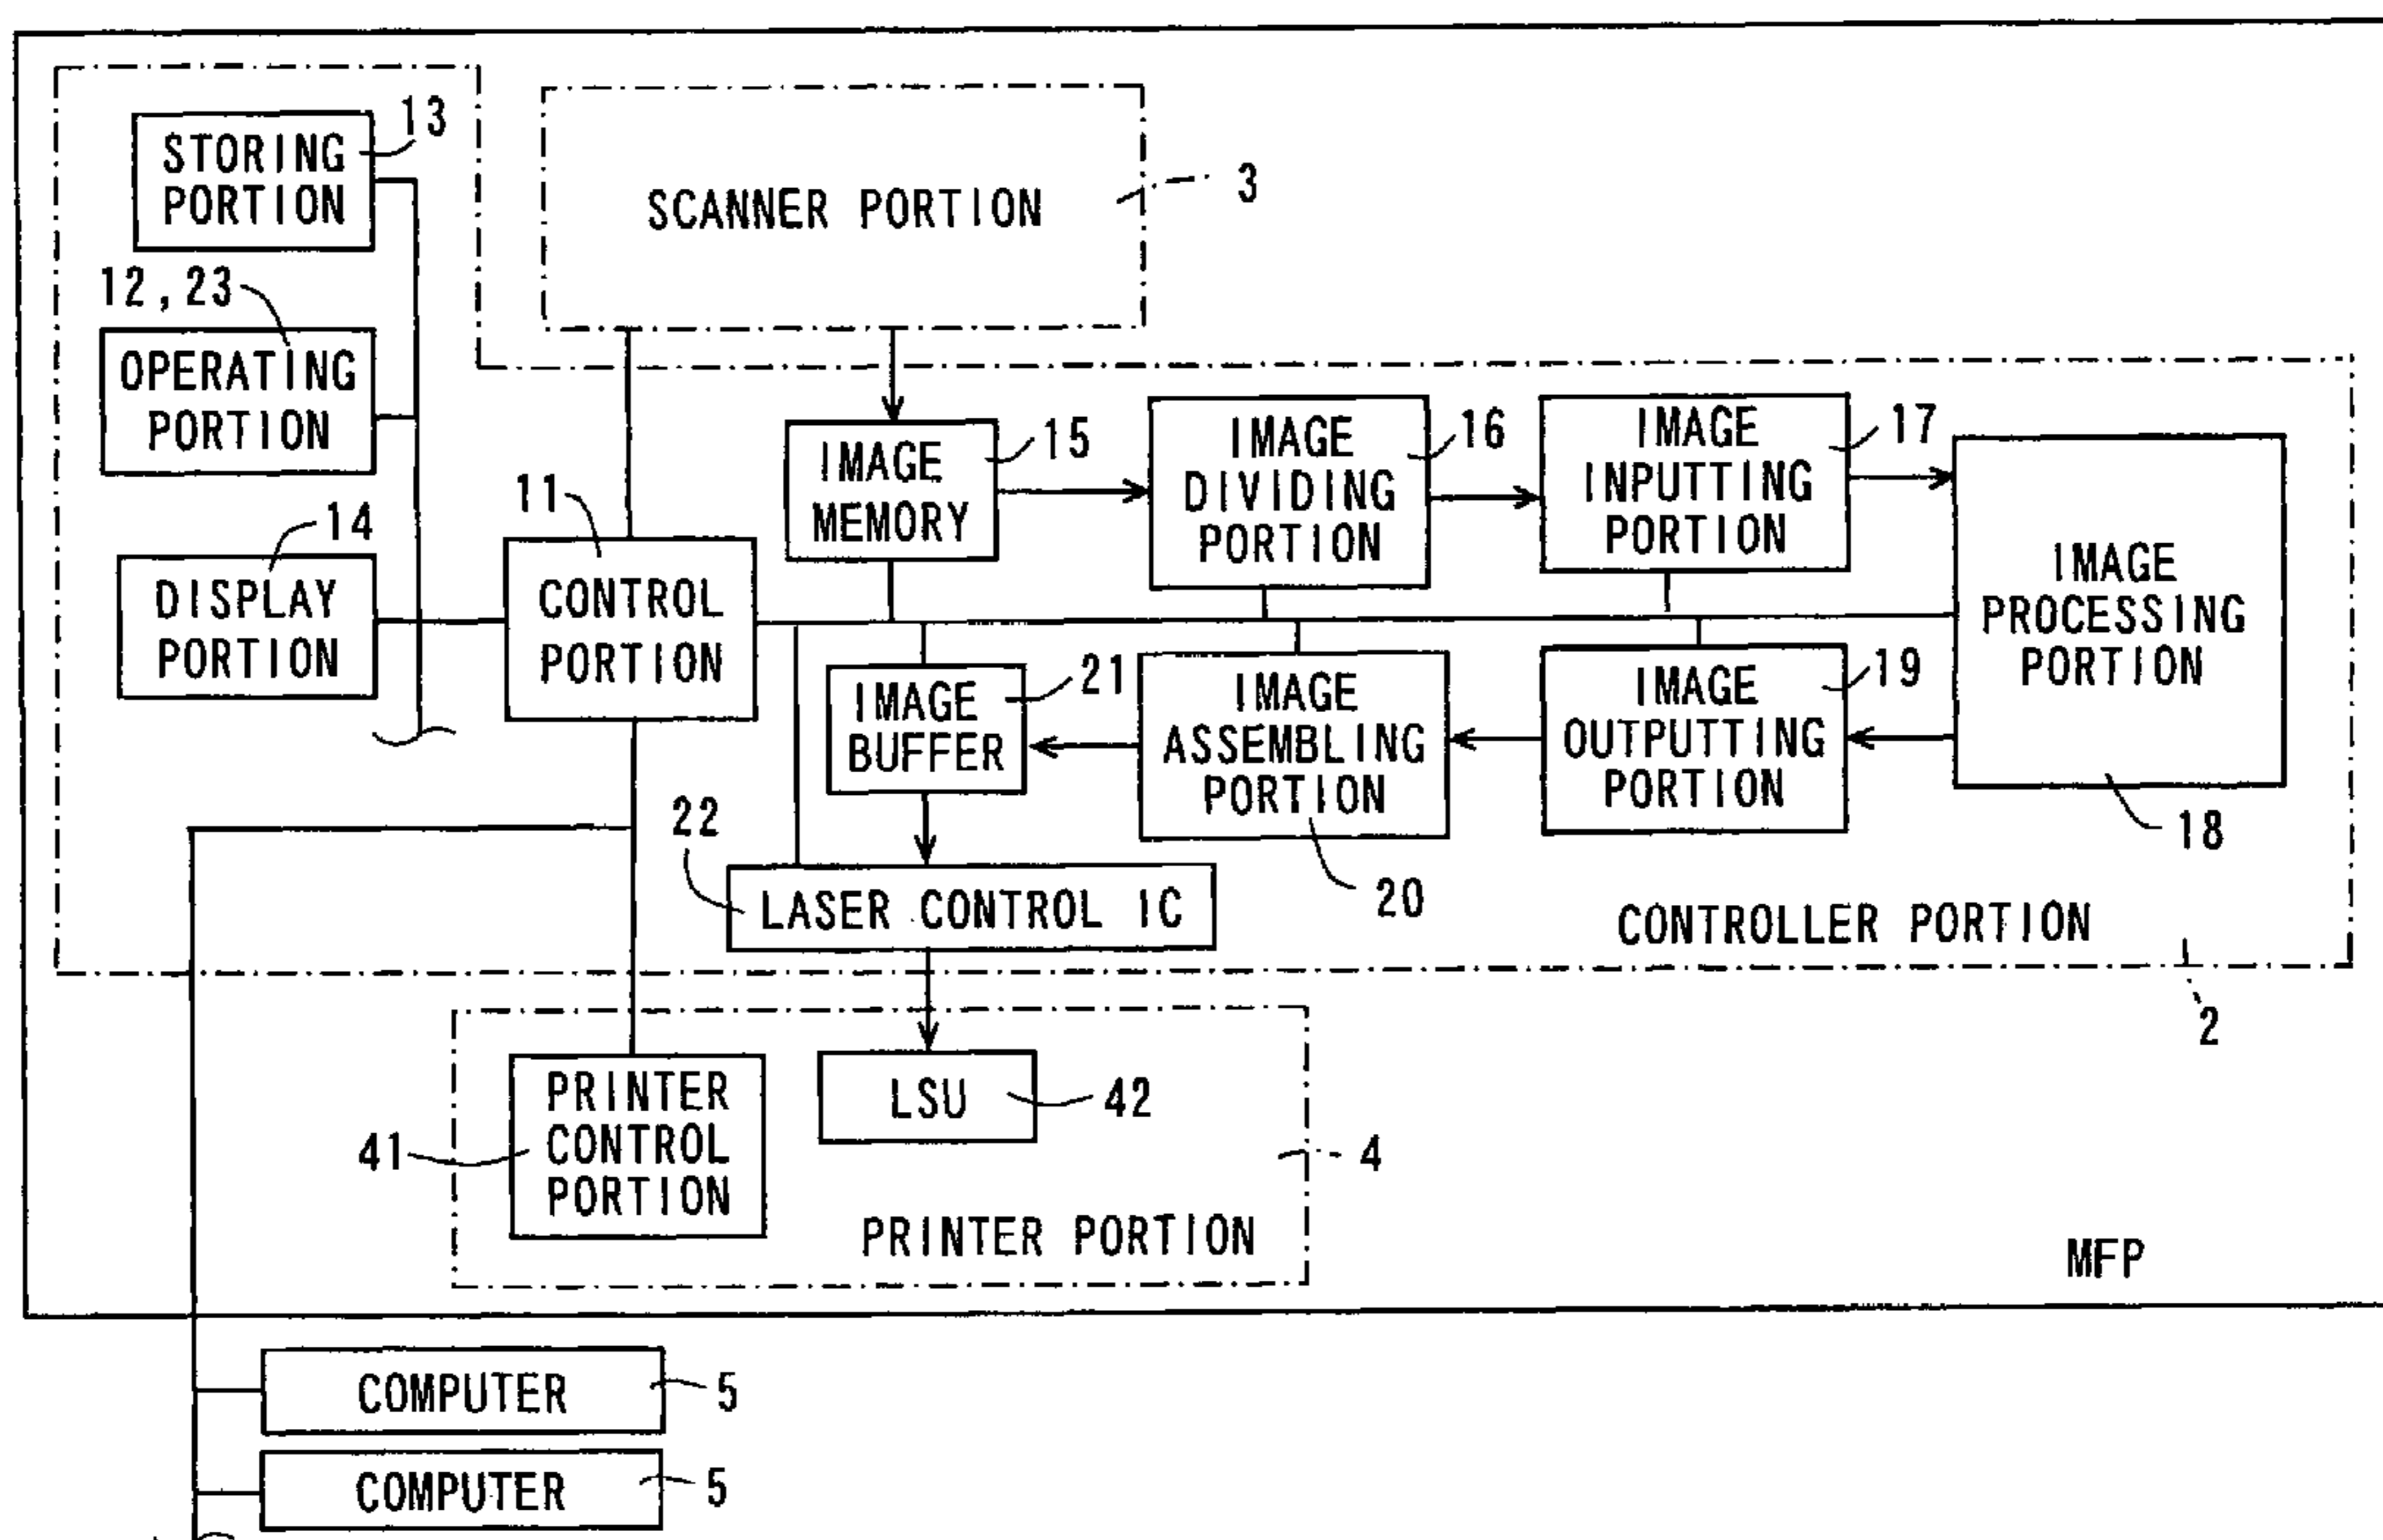 STORING
PORTION
13
12,23
OPERATING
PORTION
14
DISPLAY
PORTION
SCANNER PORTION
3
11
CONTROL
PORTION
IMAGE
MEMORY
15
IMAGE
DIVIDING
PORTION
16
IMAGE
INPUTTING
PORTION
17
IMAGE
PROCESSING
PORTION
18
IMAGE
BUFFER
21
IMAGE
ASSEMBLING
PORTION
20
IMAGE
OUTPUTTING
PORTION
19
22
LASER CONTROL IC
CONTROLLER PORTION
2
PRINTER
CONTROL
PORTION
41
LSU
42
4
PRINTER PORTION
MFP
COMPUTER
5
COMPUTER
5